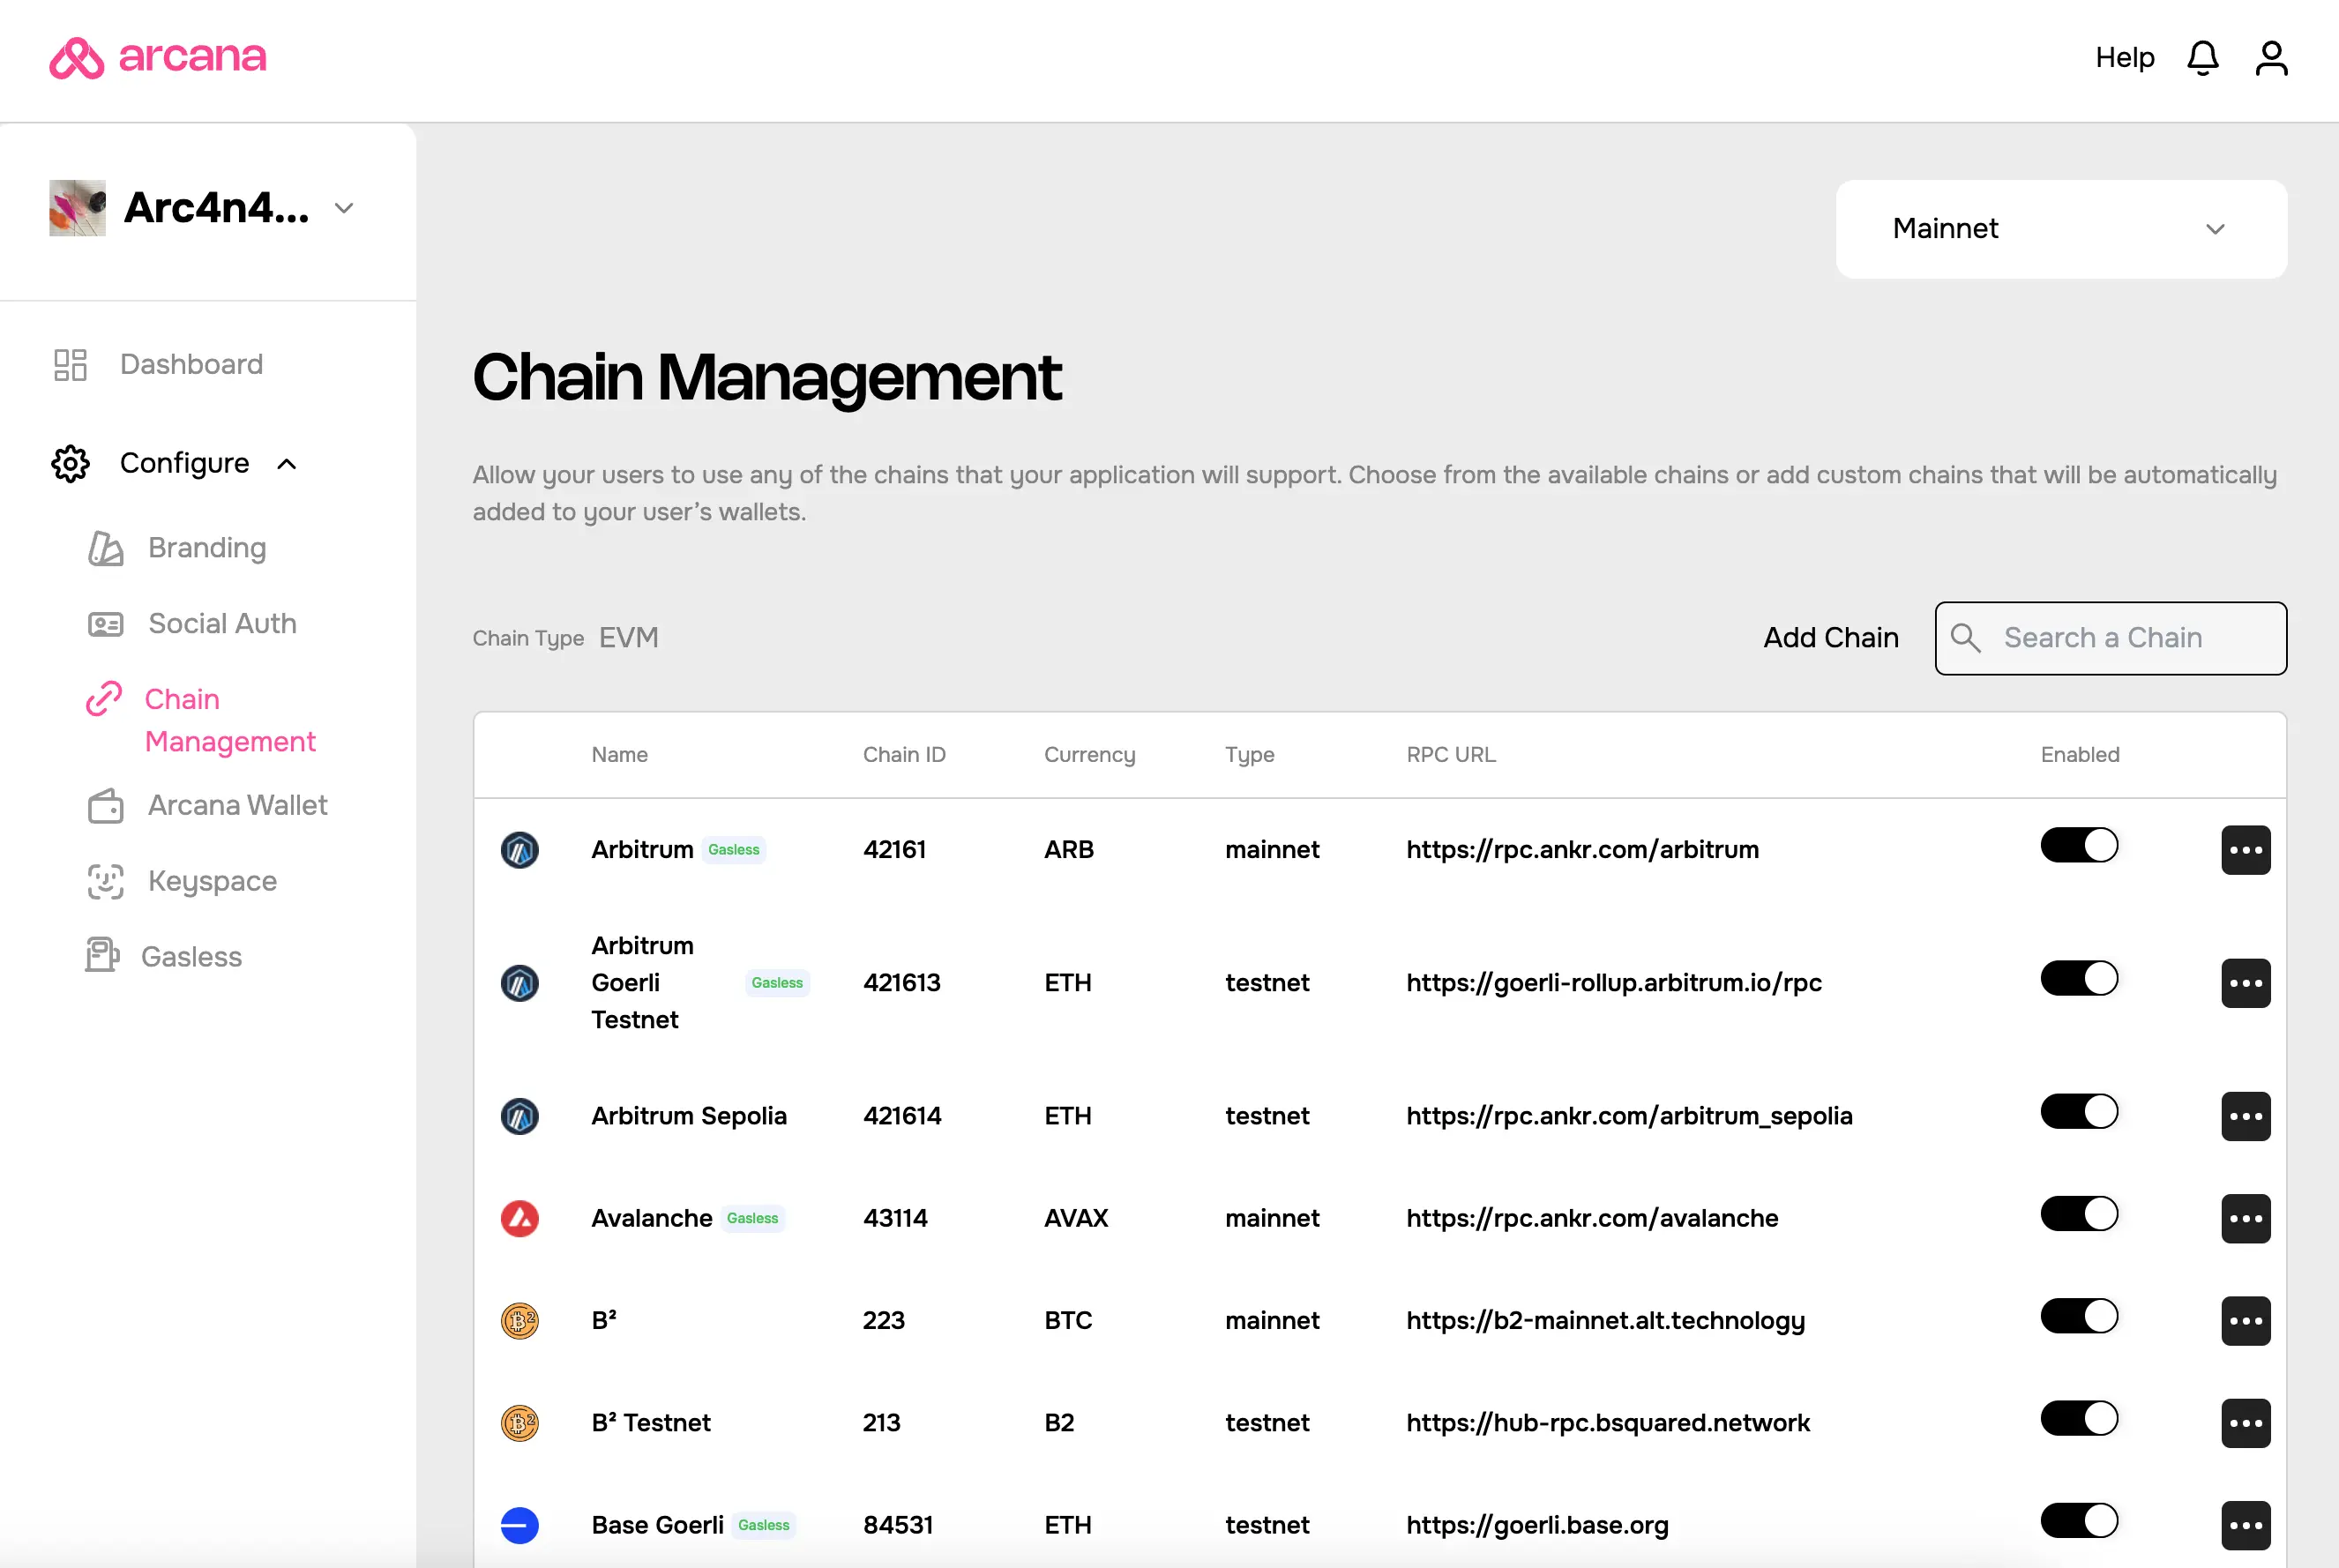 arcana
Help
Arc4n4...
Mainnet
Dashboard
Configure
Branding
Social Auth
Chain
Management
Arcana Wallet
Keyspace
Gasless
Chain Management
Allow your users to use any of the chains that your application will support. Choose from the available chains or add custom chains that will be automatically
added to your user’s wallets.
Chain Type EVM
Add Chain
Search a Chain
Name Chain ID Currency Type RPC URL Enabled
Arbitrum Gasless 42161 ARB mainnet https://rpc.ankr.com/arbitrum
Arbitrum
Goerli Gasless 421613 ETH testnet https://goerli-rollup.arbitrum.io/rpc
Testnet
Arbitrum Sepolia 421614 ETH testnet https://rpc.ankr.com/arbitrum_sepolia
Avalanche Gasless 43114 AVAX mainnet https://rpc.ankr.com/avalanche
B² 223 BTC mainnet https://b2-mainnet.alt.technology
B² Testnet 213 B2 testnet https://hub-rpc.bsquared.network
Base Goerli Gasless 84531 ETH testnet https://goerli.base.org